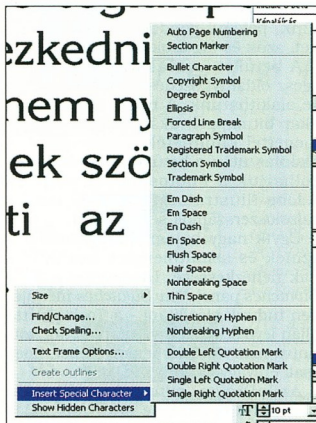 ezkedni
nem ny
ek szö
ti az
Auto Page Numbering
Section Marker
Bullet Character
Copyright Symbol
Degree Symbol
Ellipsis
Forced Line Break
Paragraph Symbol
Registered Trademark Symbol
Section Symbol
Trademark Symbol
Em Dash
Em Space
En Dash
En Space
Flush Space
Hair Space
Nonbreaking Space
Thin Space
Discretionary Hyphen
Nonbreaking Hyphen
Double Left Quotation Mark
Double Right Quotation Mark
Single Left Quotation Mark
Single Right Quotation Mark
Size
Find/Change...
Check Spelling...
Text Frame Options...
Create Outlines
Insert Special Character
Show Hidden Characters
10 pt